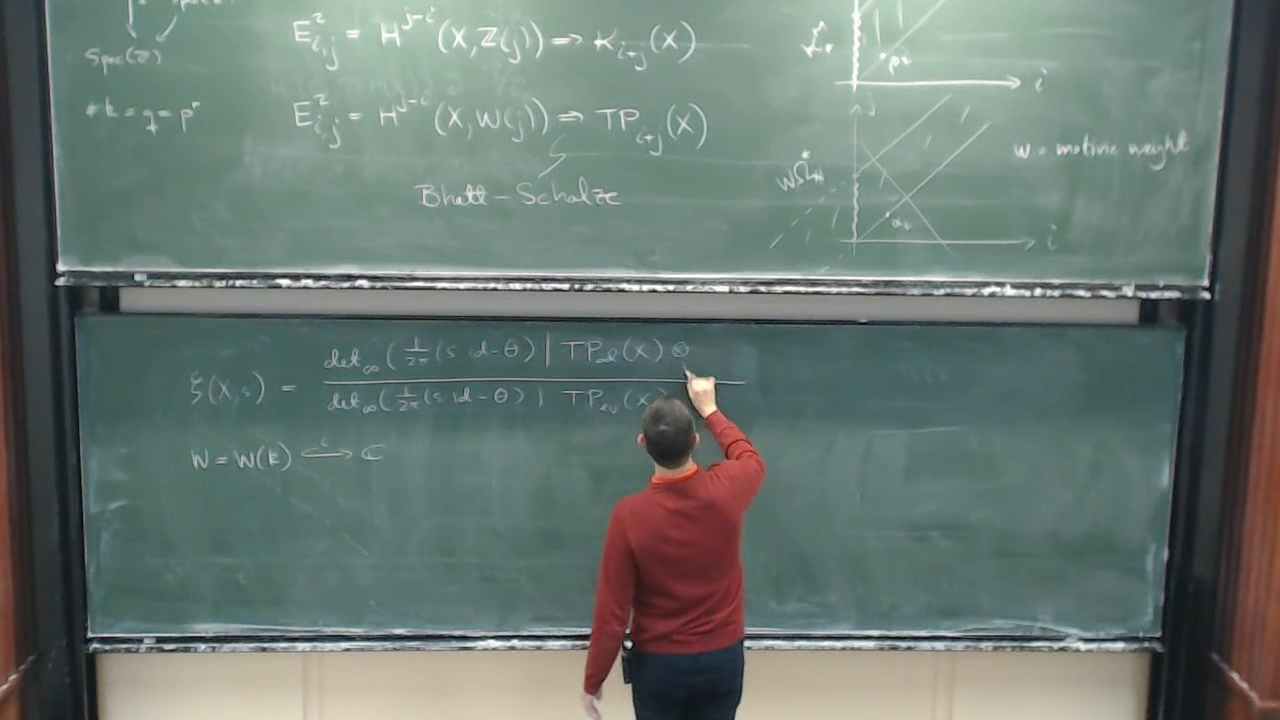 Spec(Z)
E²_{i,j} = H^{j-i}(X, Z(j)) ⇒ K_{i+j}(X)
i
# k = q = p^r
E²_{i,j} = H^{j-i}(X, W(j)) ⇒ TP_{i+j}(X)
j
w = motivic weight
Bhatt - Scholze
i
ζ(X,s) = det_∞(1/2π (s·id - θ) | TP_{od}(X) ⊗
det_∞(1/2π (s·id - θ) | TP_{ev}(X)
W = W(k) ↪^ι ℂ